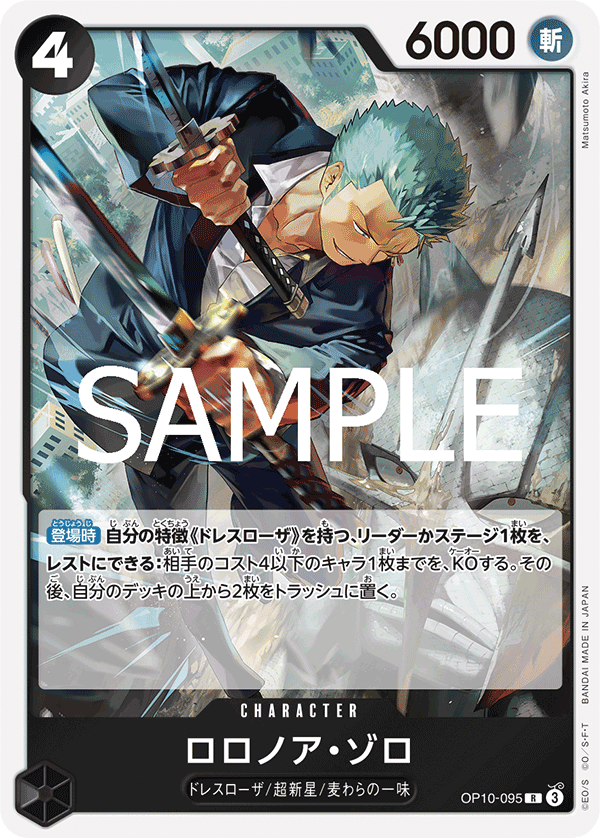 4
6000
斬
Matsumoto Akira
SAMPLE
登場時 自分の特徴《ドレスローザ》を持つ、リーダーかステージ1枚を、
レストにできる:相手のコスト4以下のキャラ1枚までを、KOする。その
後、自分のデッキの上から2枚をトラッシュに置く。
CHARACTER
ロロノア・ゾロ
ドレスローザ/超新星/麦わらの一味
OP10-095 R 3
©E.O/S ©O/S・F・T BANDAI MADE IN JAPAN